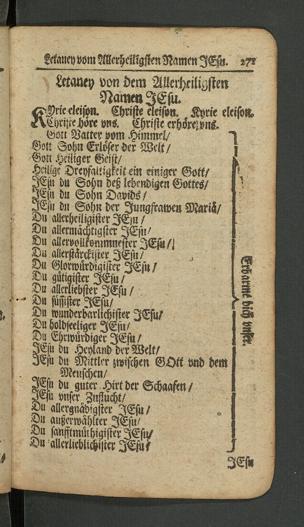 Letaney vom Allerheiligsten Namen JEsu. 271
Letaney von dem Allerheiligsten
Namen JEsu.
KYrie eleison. Christe eleison. Kyrie eleison.
Christe höre vns. Christe erhöre vns.
Gott Vatter vom Himmel/
Gott Sohn Erlöser der Welt/
Gott Heiliger Geist/
Heilige Dreyfaltigkeit ein einiger Gott/
JEsu du Sohn deß lebendigen Gottes/
JEsu du Sohn Davids/
JEsu du Sohn der Jungfrawen Mariä/
Du allerheiligister JEsu/
Du allermächtigster JEsu/
Du allervollkommnester JEsu/
Du allerstärckister JEsu/
Du Glorwürdigister JEsu/
Du gütigister JEsu/
Du allerliebster JEsu/
Du süssister JEsu/
Du wunderbarlichister JEsu/
Du holdseeliger JEsu/
Du Ehrwürdiger JEsu/
JEsu du Heyland der Welt/
JEsu du Mittler zwischen GOtt vnd dem
Menschen/
JEsu du guter Hirt der Schaafen/
JEsu vnser Zuflucht/
Du allergnädigster JEsu/
Du außerwählter JEsu/
Du sanfftmüthigister JEsu/
Du allerlieblichister JEsu/
Erbarme dich vnser.
JEsu